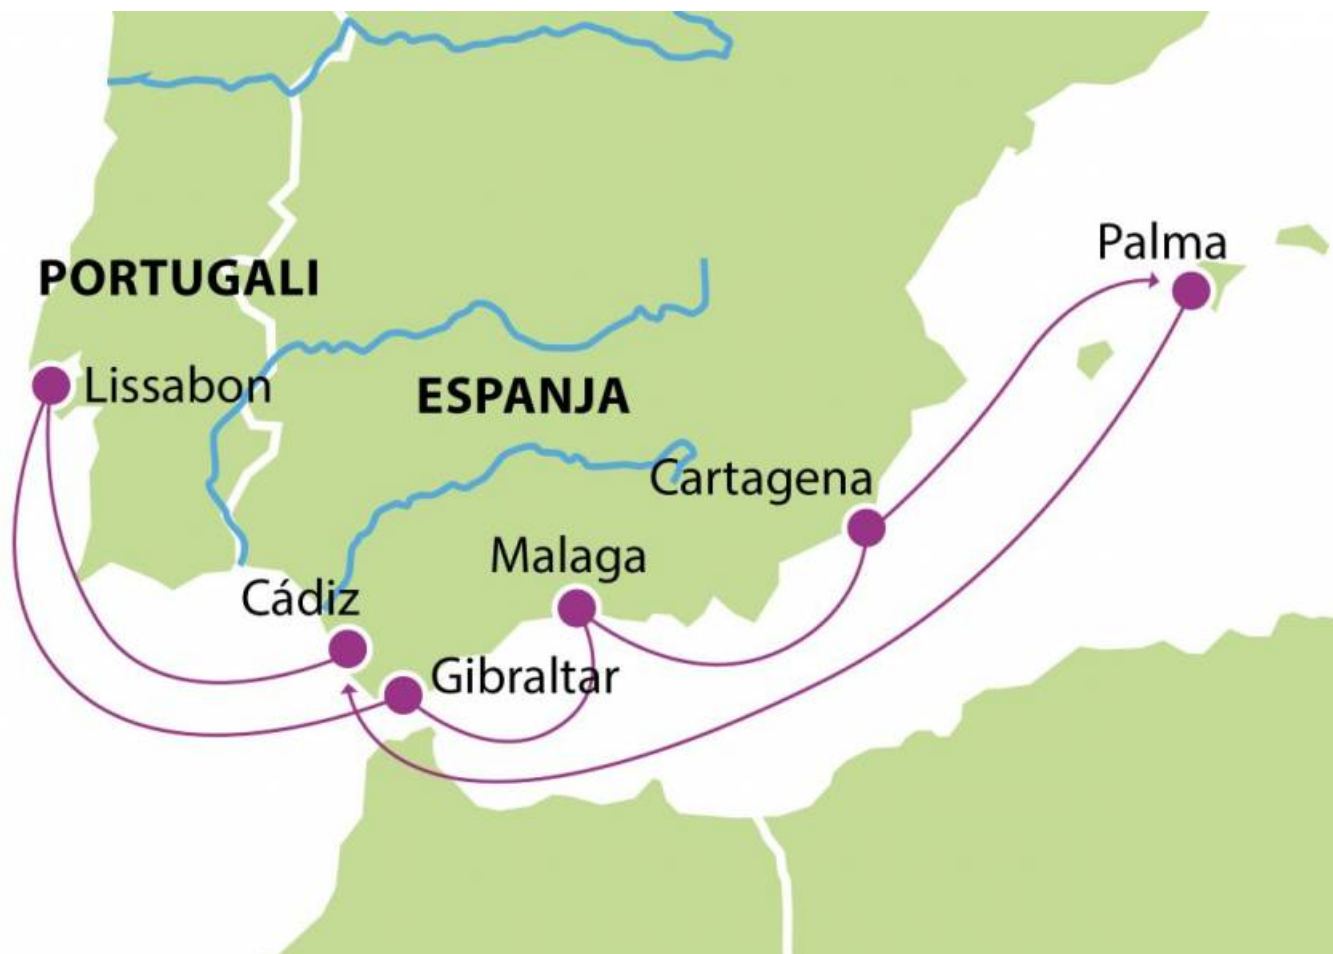 Palma
PORTUGALI
Lissabon
ESPANJA
Cartagena
Malaga
Cádiz
Gibraltar